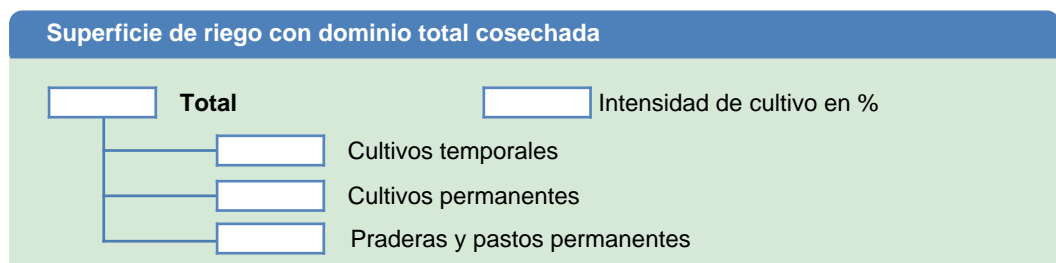 Superficie de riego con dominio total cosechada
Total Intensidad de cultivo en %
Cultivos temporales
Cultivos permanentes
Praderas y pastos permanentes